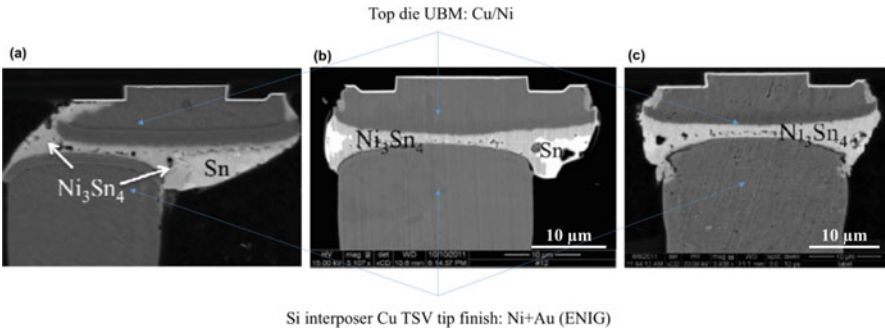 Top die UBM: Cu/Ni
(a)
(b)
(c)
Ni3Sn4
Sn
Ni3Sn4
Sn
Ni3Sn4
10 µm
10 µm
Si interposer Cu TSV tip finish: Ni+Au (ENIG)